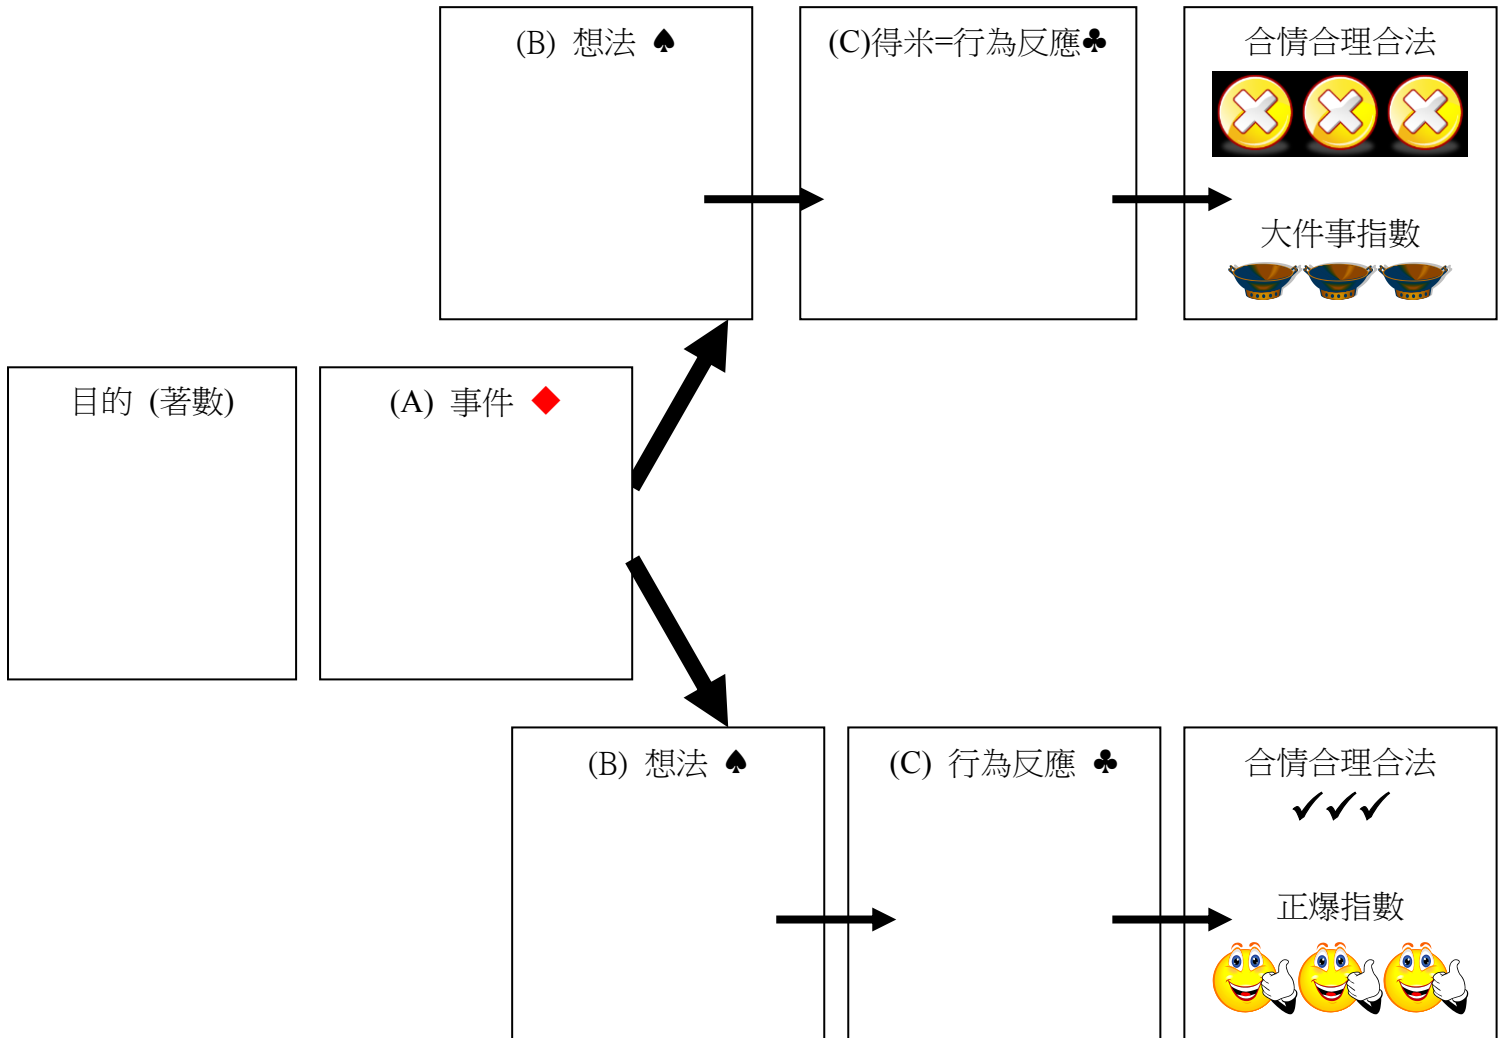 (B) 想法 ♠
(C)得米=行為反應♣
合情合理合法
大件事指數
目的 (著數)
(A) 事件 ♦
(B) 想法 ♠
(C) 行為反應 ♣
合情合理合法
✓✓✓
正爆指數